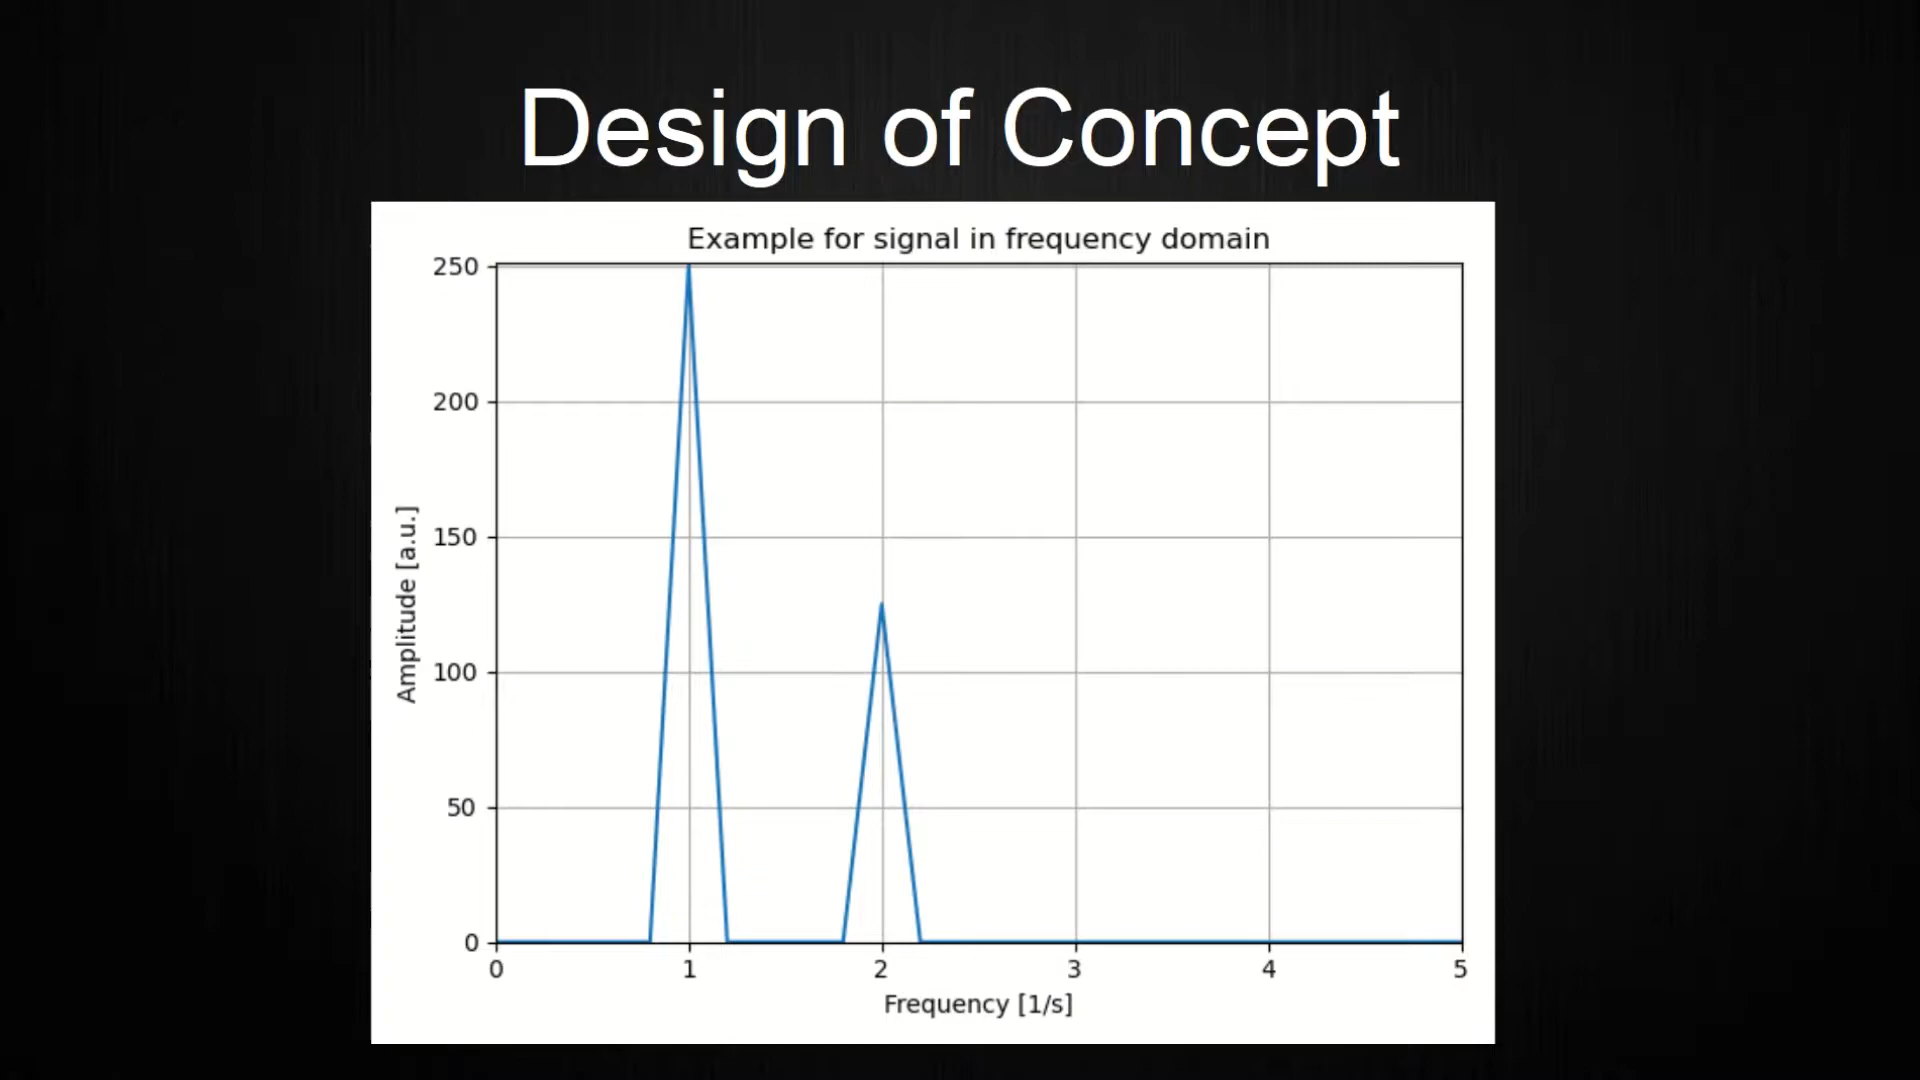 Design of Concept
Example for signal in frequency domain
250
200
150
100
50
0
Amplitude [a.u.]
0 1 2 3 4 5
Frequency [1/s]